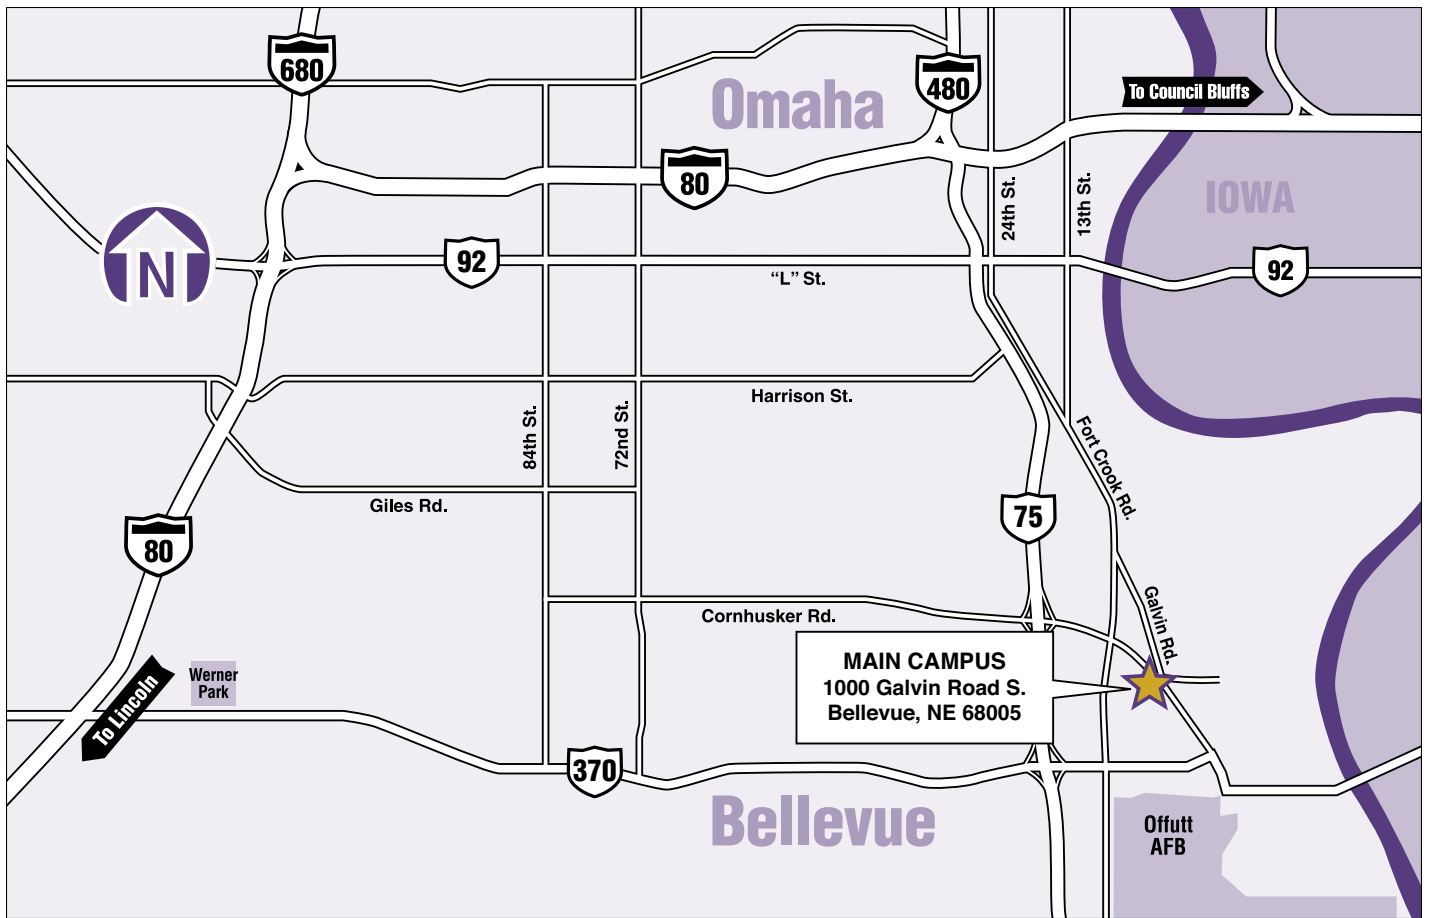 680
Omaha
480
To Council Bluffs
80
24th St.
13th St.
IOWA
N
92
“L” St.
92
Harrison St.
84th St.
72nd St.
Fort Crook Rd.
Giles Rd.
75
80
Galvin Rd.
Cornhusker Rd.
MAIN CAMPUS
1000 Galvin Road S.
Bellevue, NE 68005
Werner
Park
To Lincoln
370
Bellevue
Offutt
AFB